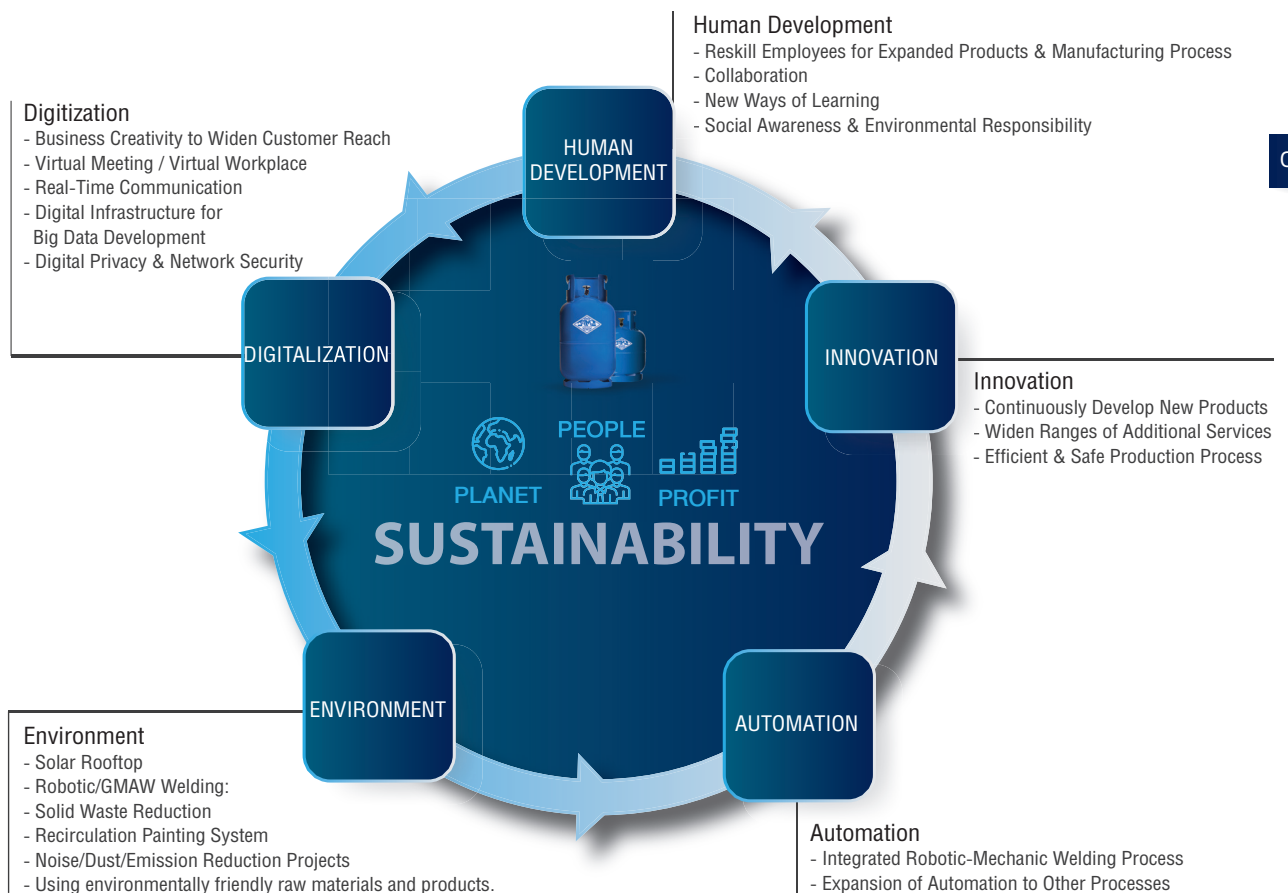 Human Development
- Reskill Employees for Expanded Products & Manufacturing Process
- Collaboration
- New Ways of Learning
- Social Awareness & Environmental Responsibility
Digitization
- Business Creativity to Widen Customer Reach
- Virtual Meeting / Virtual Workplace
- Real-Time Communication
- Digital Infrastructure for
Big Data Development
- Digital Privacy & Network Security
HUMAN
DEVELOPMENT
DIGITALIZATION
INNOVATION
Innovation
- Continuously Develop New Products
- Widen Ranges of Additional Services
- Efficient & Safe Production Process
PEOPLE
PLANET
PROFIT
SUSTAINABILITY
ENVIRONMENT
AUTOMATION
Environment
- Solar Rooftop
- Robotic/GMAW Welding:
- Solid Waste Reduction
- Recirculation Painting System
- Noise/Dust/Emission Reduction Projects
- Using environmentally friendly raw materials and products.
Automation
- Integrated Robotic-Mechanic Welding Process
- Expansion of Automation to Other Processes